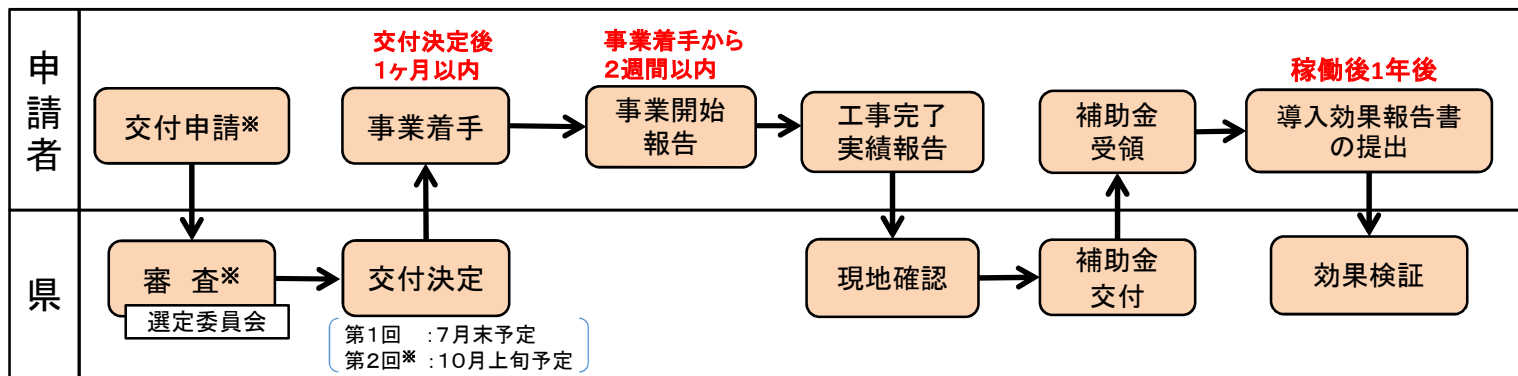 申請者
交付決定後
1ヶ月以内
事業着手から
2週間以内
稼働後1年後
交付申請※
事業着手
事業開始
報告
工事完了
実績報告
補助金
受領
導入効果報告書
の提出
県
審 査※
選定委員会
交付決定
第1回 :7月末予定
第2回※ :10月上旬予定
現地確認
補助金
交付
効果検証